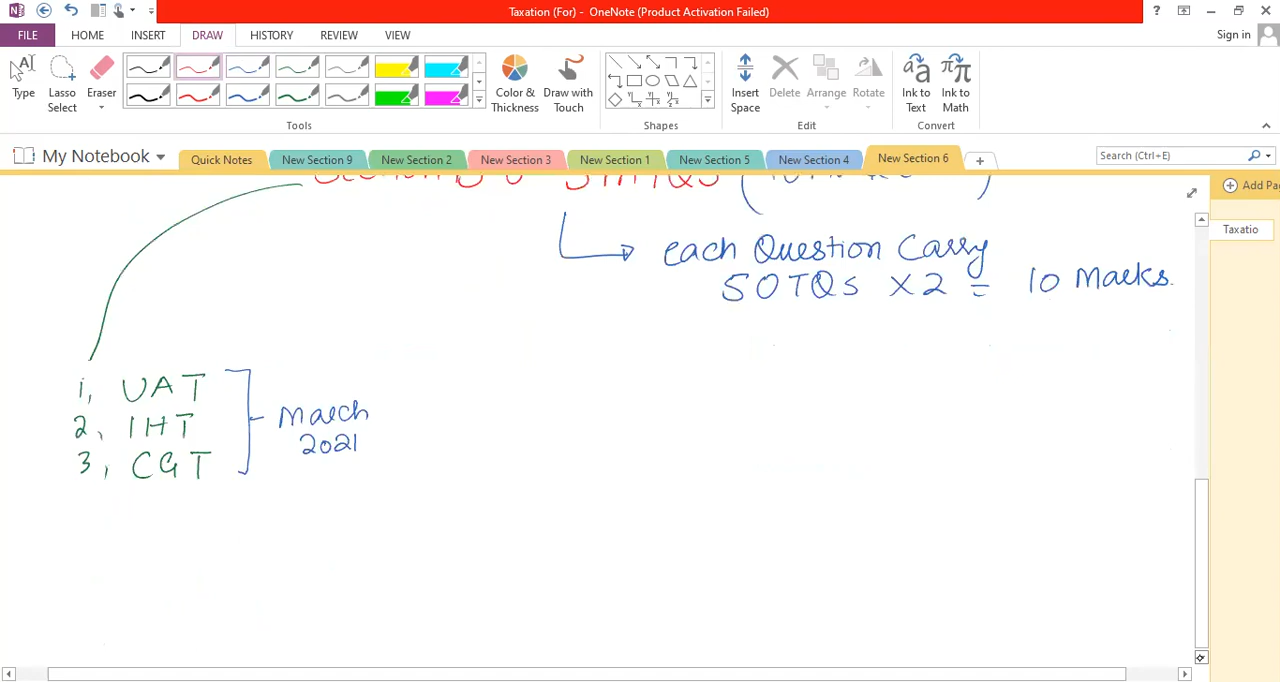 Taxation (For) - OneNote (Product Activation Failed)
FILE HOME INSERT DRAW HISTORY REVIEW VIEW Sign in
Type Lasso Select Eraser Color & Thickness Draw with Touch Insert Space Delete Arrange Rotate Ink to Text Ink to Math
Tools Shapes Edit Convert
My Notebook Quick Notes New Section 9 New Section 2 New Section 3 New Section 1 New Section 5 New Section 4 New Section 6 Search (Ctrl+E)
Add Pa
Taxatio
each Question Carry
5 OTQs X 2 = 10 Marks.
1, UAT
2, IHT
3, CGT
March
2021